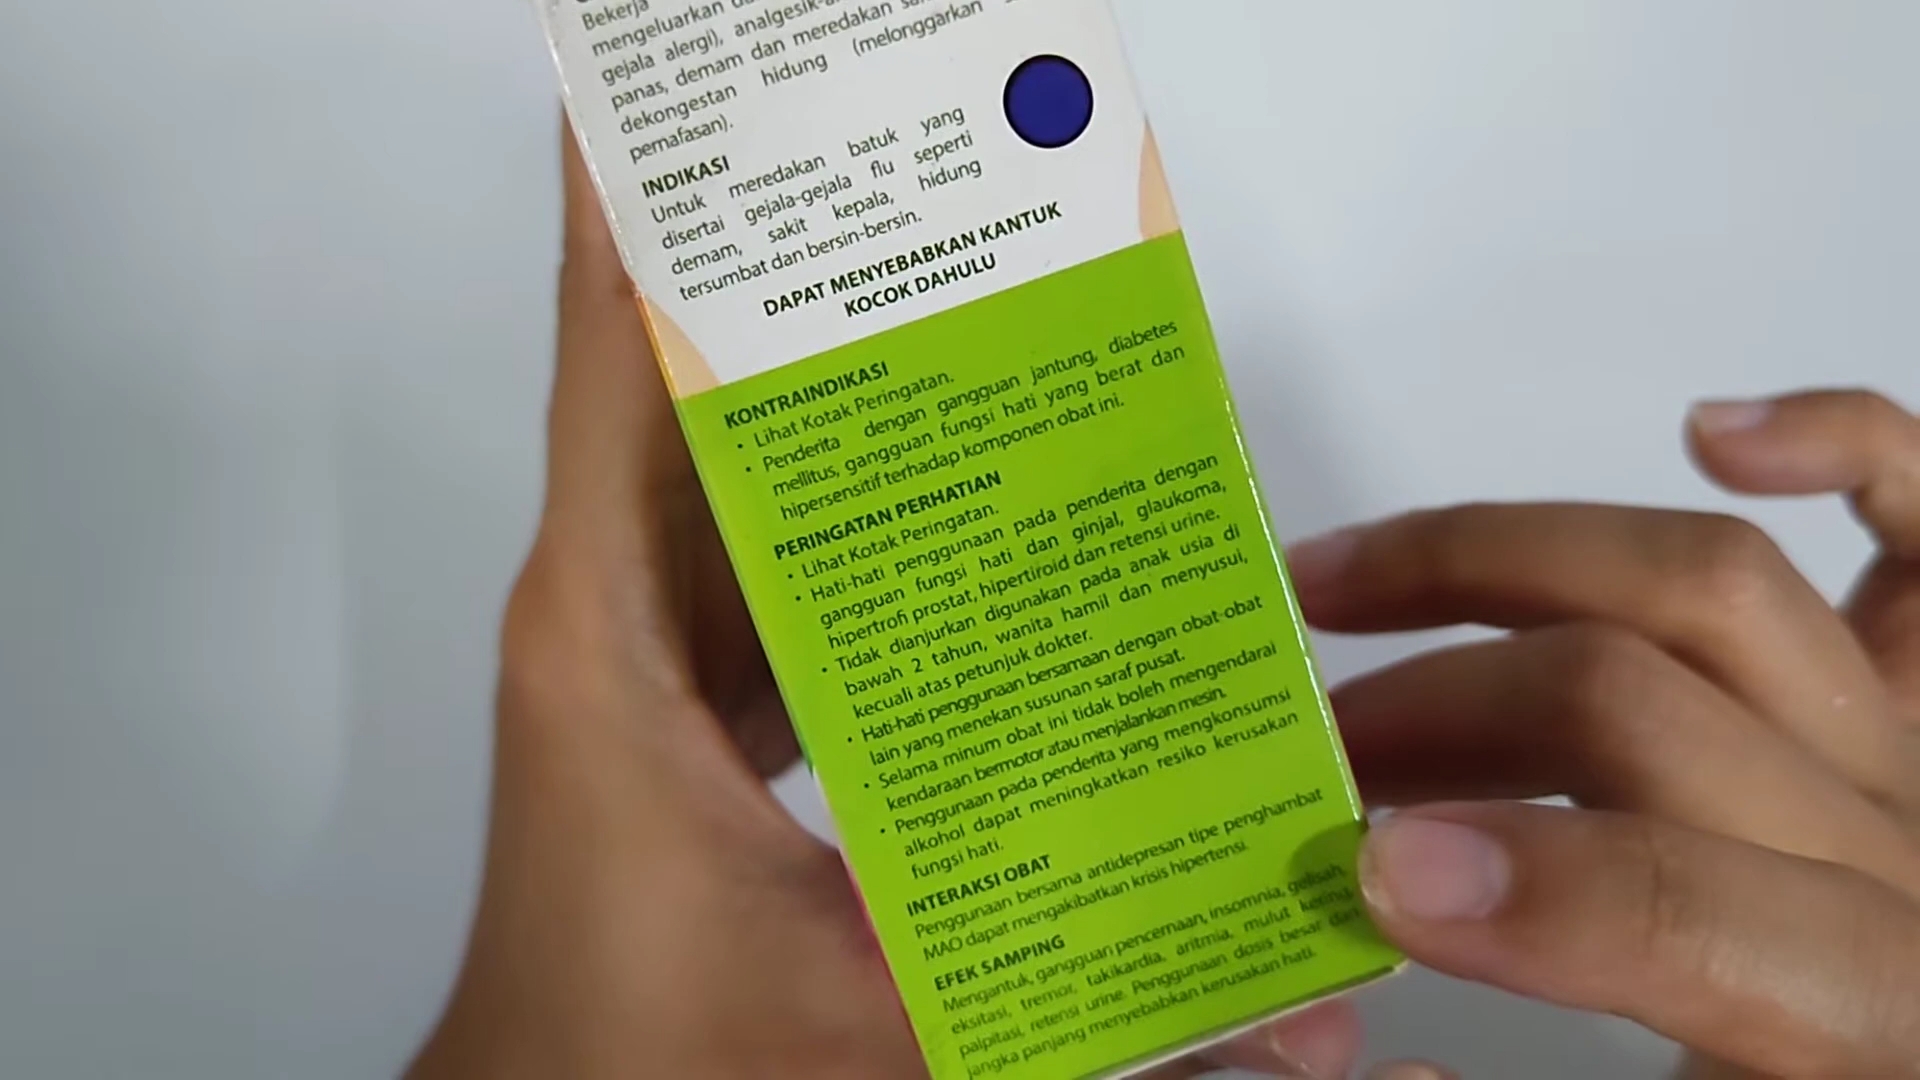 Bekerja
mengeluarkan
gejala alergi),
panas, demam dan meredakan
dekongestan hidung (melonggarkan
pernafasan).
INDIKASI
Untuk meredakan batuk yang
disertai gejala-gejala flu seperti
demam, sakit kepala, hidung
tersumbat dan bersin-bersin.
DAPAT MENYEBABKAN KANTUK
KOCOK DAHULU
KONTRAINDIKASI
• Lihat Kotak Peringatan.
• Penderita dengan gangguan jantung, diabetes
mellitus, gangguan fungsi hati yang berat dan
hipersensitif terhadap komponen obat ini.
PERINGATAN PERHATIAN
• Lihat Kotak Peringatan.
• Hati-hati penggunaan pada penderita dengan
gangguan fungsi hati dan ginjal, glaukoma,
hipertrofi prostat, hipertiroid dan retensi urine.
• Tidak dianjurkan digunakan pada anak usia di
bawah 2 tahun, wanita hamil dan menyusui,
kecuali atas petunjuk dokter.
• Hati-hati penggunaan bersamaan dengan obat-obat
lain yang menekan susunan saraf pusat.
• Selama minum obat ini tidak boleh mengendarai
kendaraan bermotor atau menjalankan mesin.
• Penggunaan pada penderita yang mengkonsumsi
alkohol dapat meningkatkan resiko kerusakan
fungsi hati.
INTERAKSI OBAT
Penggunaan bersama antidepresan tipe penghambat
MAO dapat mengakibatkan krisis hipertensi.
EFEK SAMPING
Mengantuk, gangguan pencernaan, insomnia, gelisah,
eksitasi, tremor, takikardia, aritmia, mulut kering,
palpitasi, retensi urine. Penggunaan dosis besar dan
jangka panjang menyebabkan kerusakan hati.